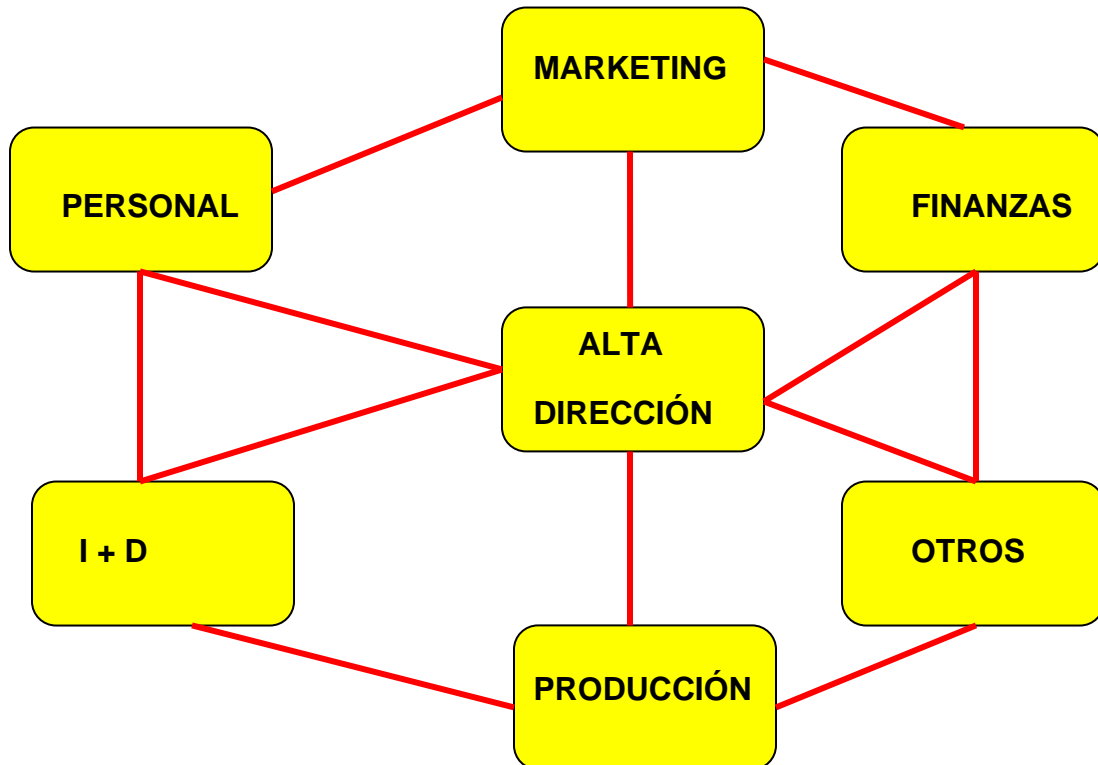 MARKETING
PERSONAL
FINANZAS
ALTA
DIRECCIÓN
I + D
OTROS
PRODUCCIÓN